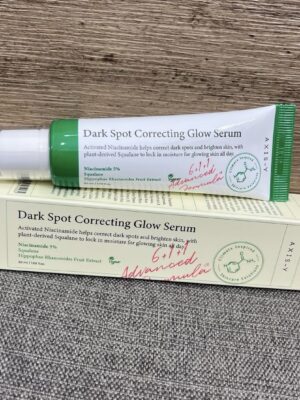 Dark Spot Correcting Glow Serum
Activated Niacinamide helps correct dark spots and brighten skin, with
plant-derived Squalane to lock in moisture for glowing skin all day.
Niacinamide 5%
Squalane
Hippophae Rhamnoides Fruit Extract
6+1+1
Advanced
formula
AXIS-Y
Dark Spot Correcting Glow Serum
Activated Niacinamide helps correct dark spots and brighten skin, with
plant-derived Squalane to lock in moisture for glowing skin all day.
Niacinamide 5%
Squalane
Hippophae Rhamnoides Fruit Extract
6+1+1
Advanced
formula
AXIS-Y